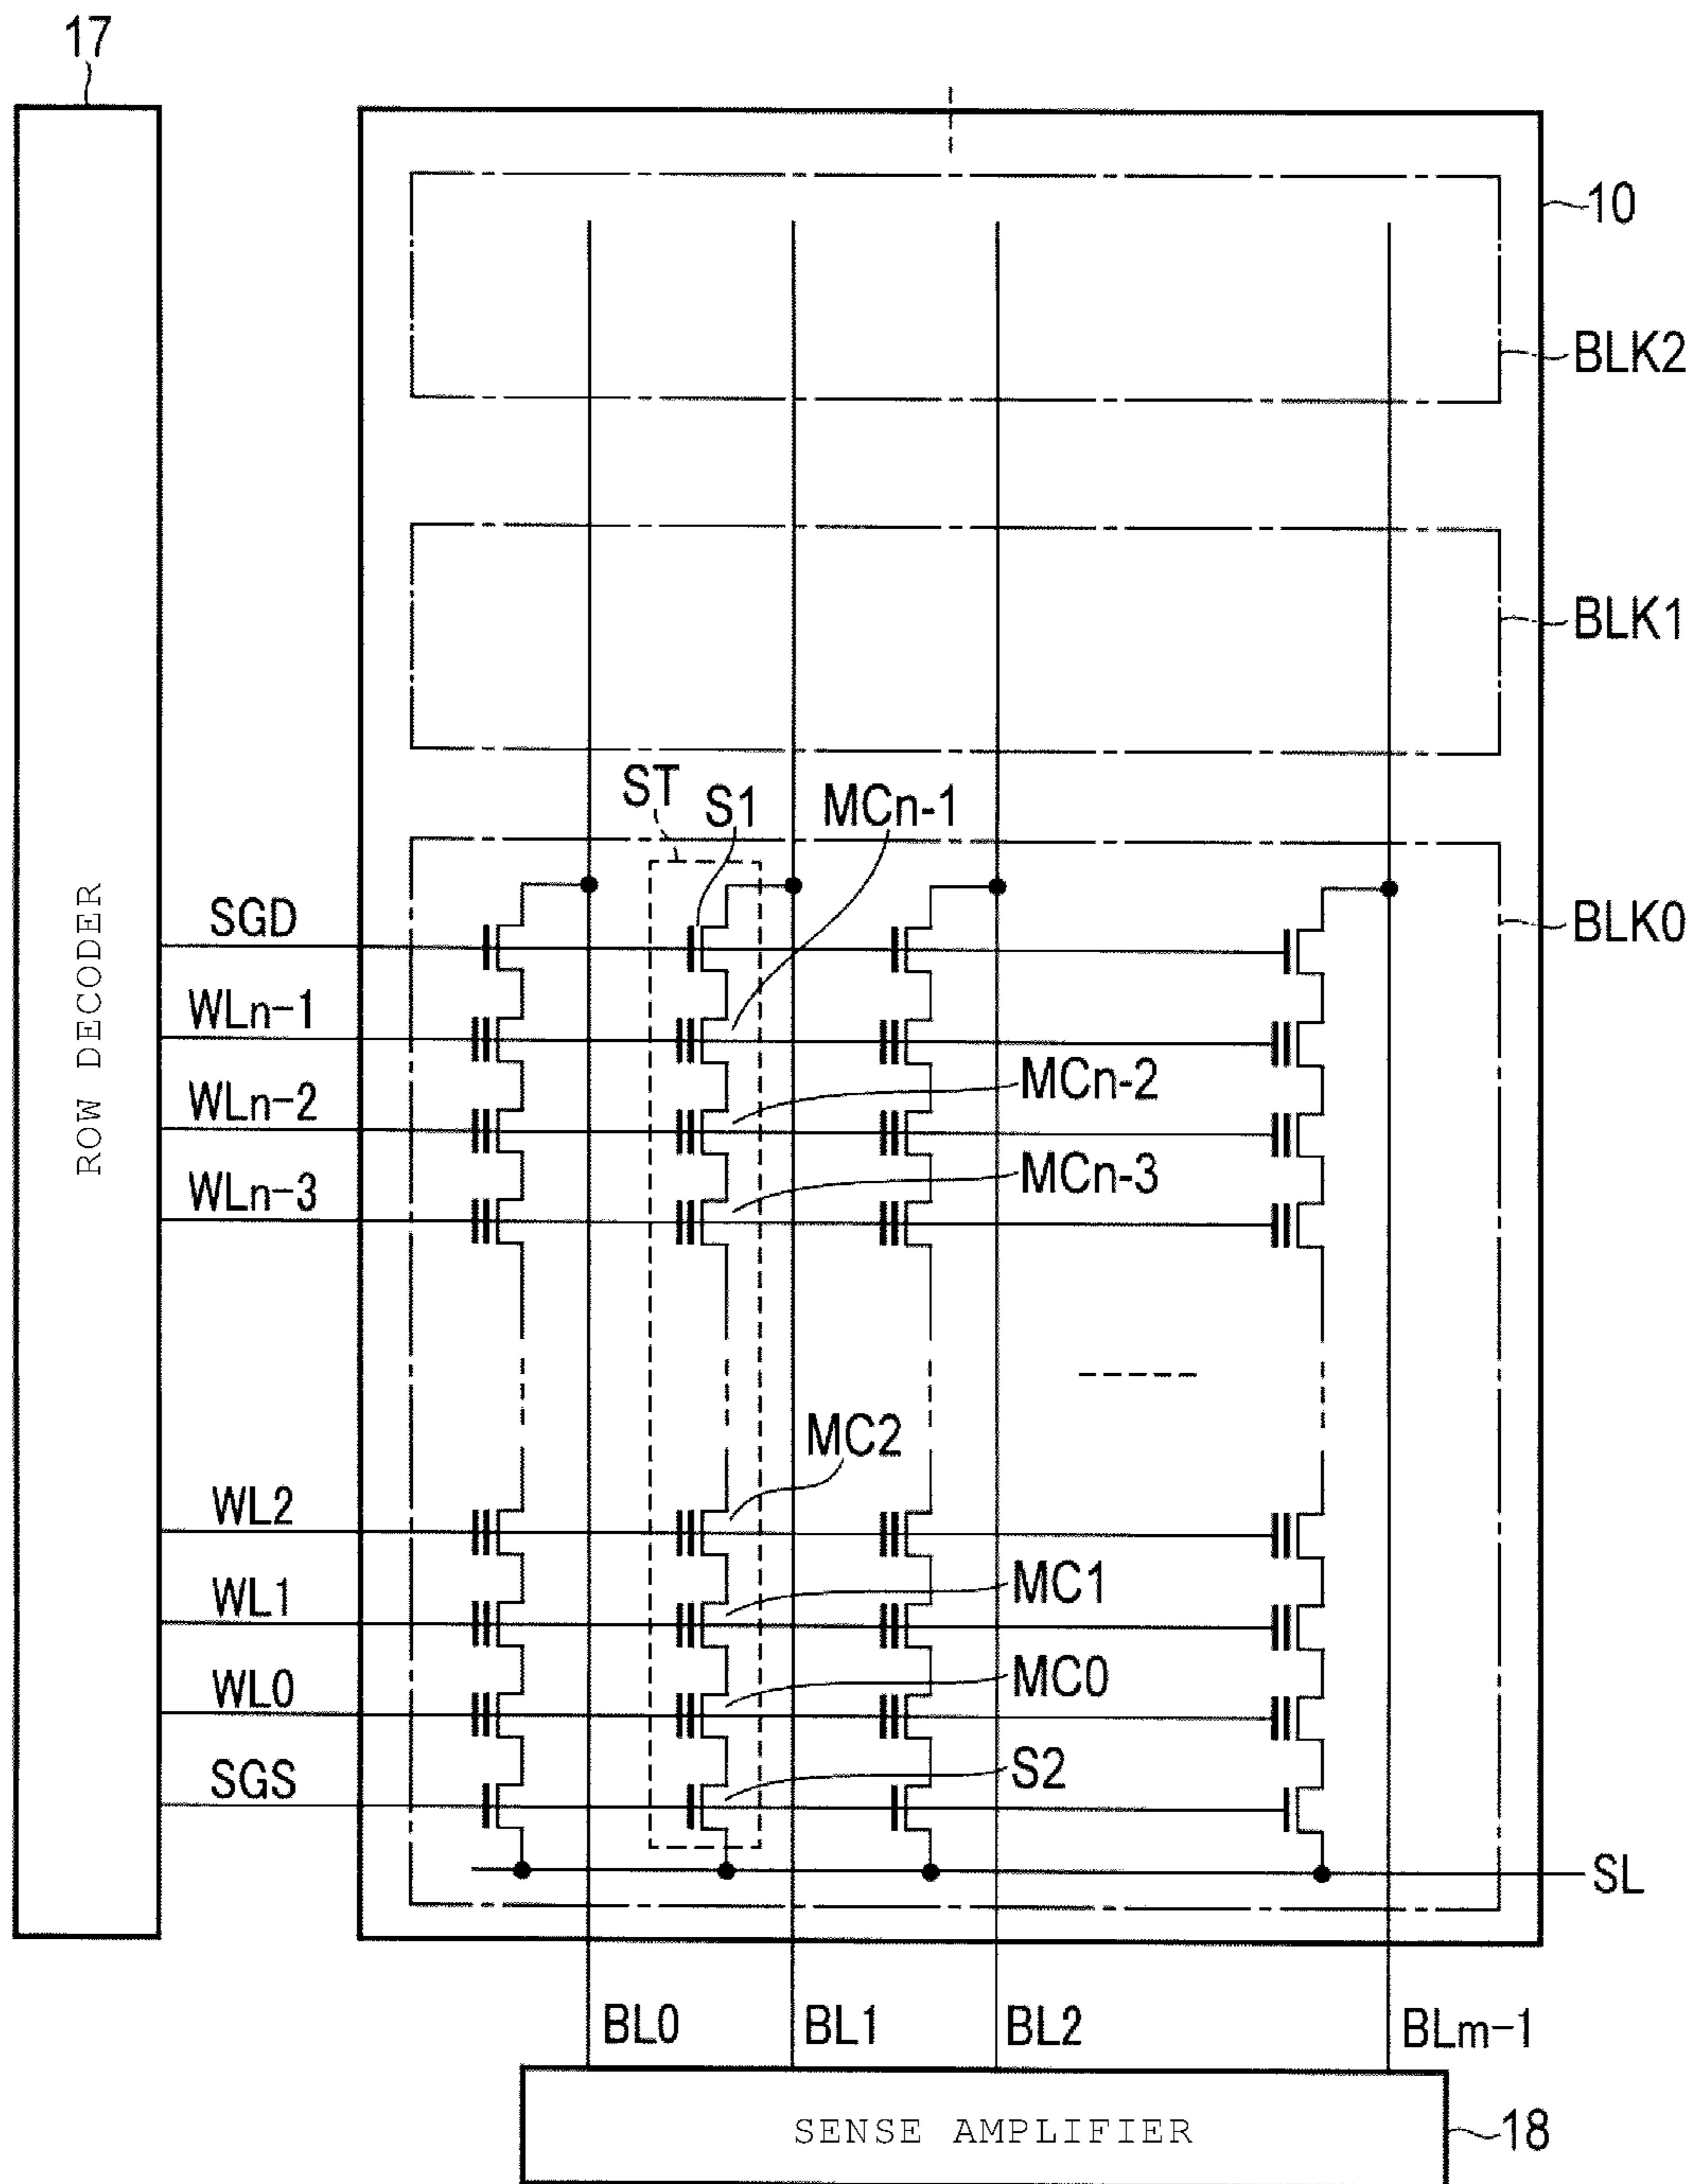 17
10
BLK2
BLK1
ST
S1
MCn-1
SGD
BLK0
WLn-1
MCn-2
WLn-2
MCn-3
WLn-3
ROW DECODER
MC2
WL2
MC1
WL1
MC0
WL0
S2
SGS
SL
BL0
BL1
BL2
BLm-1
SENSE AMPLIFIER
18